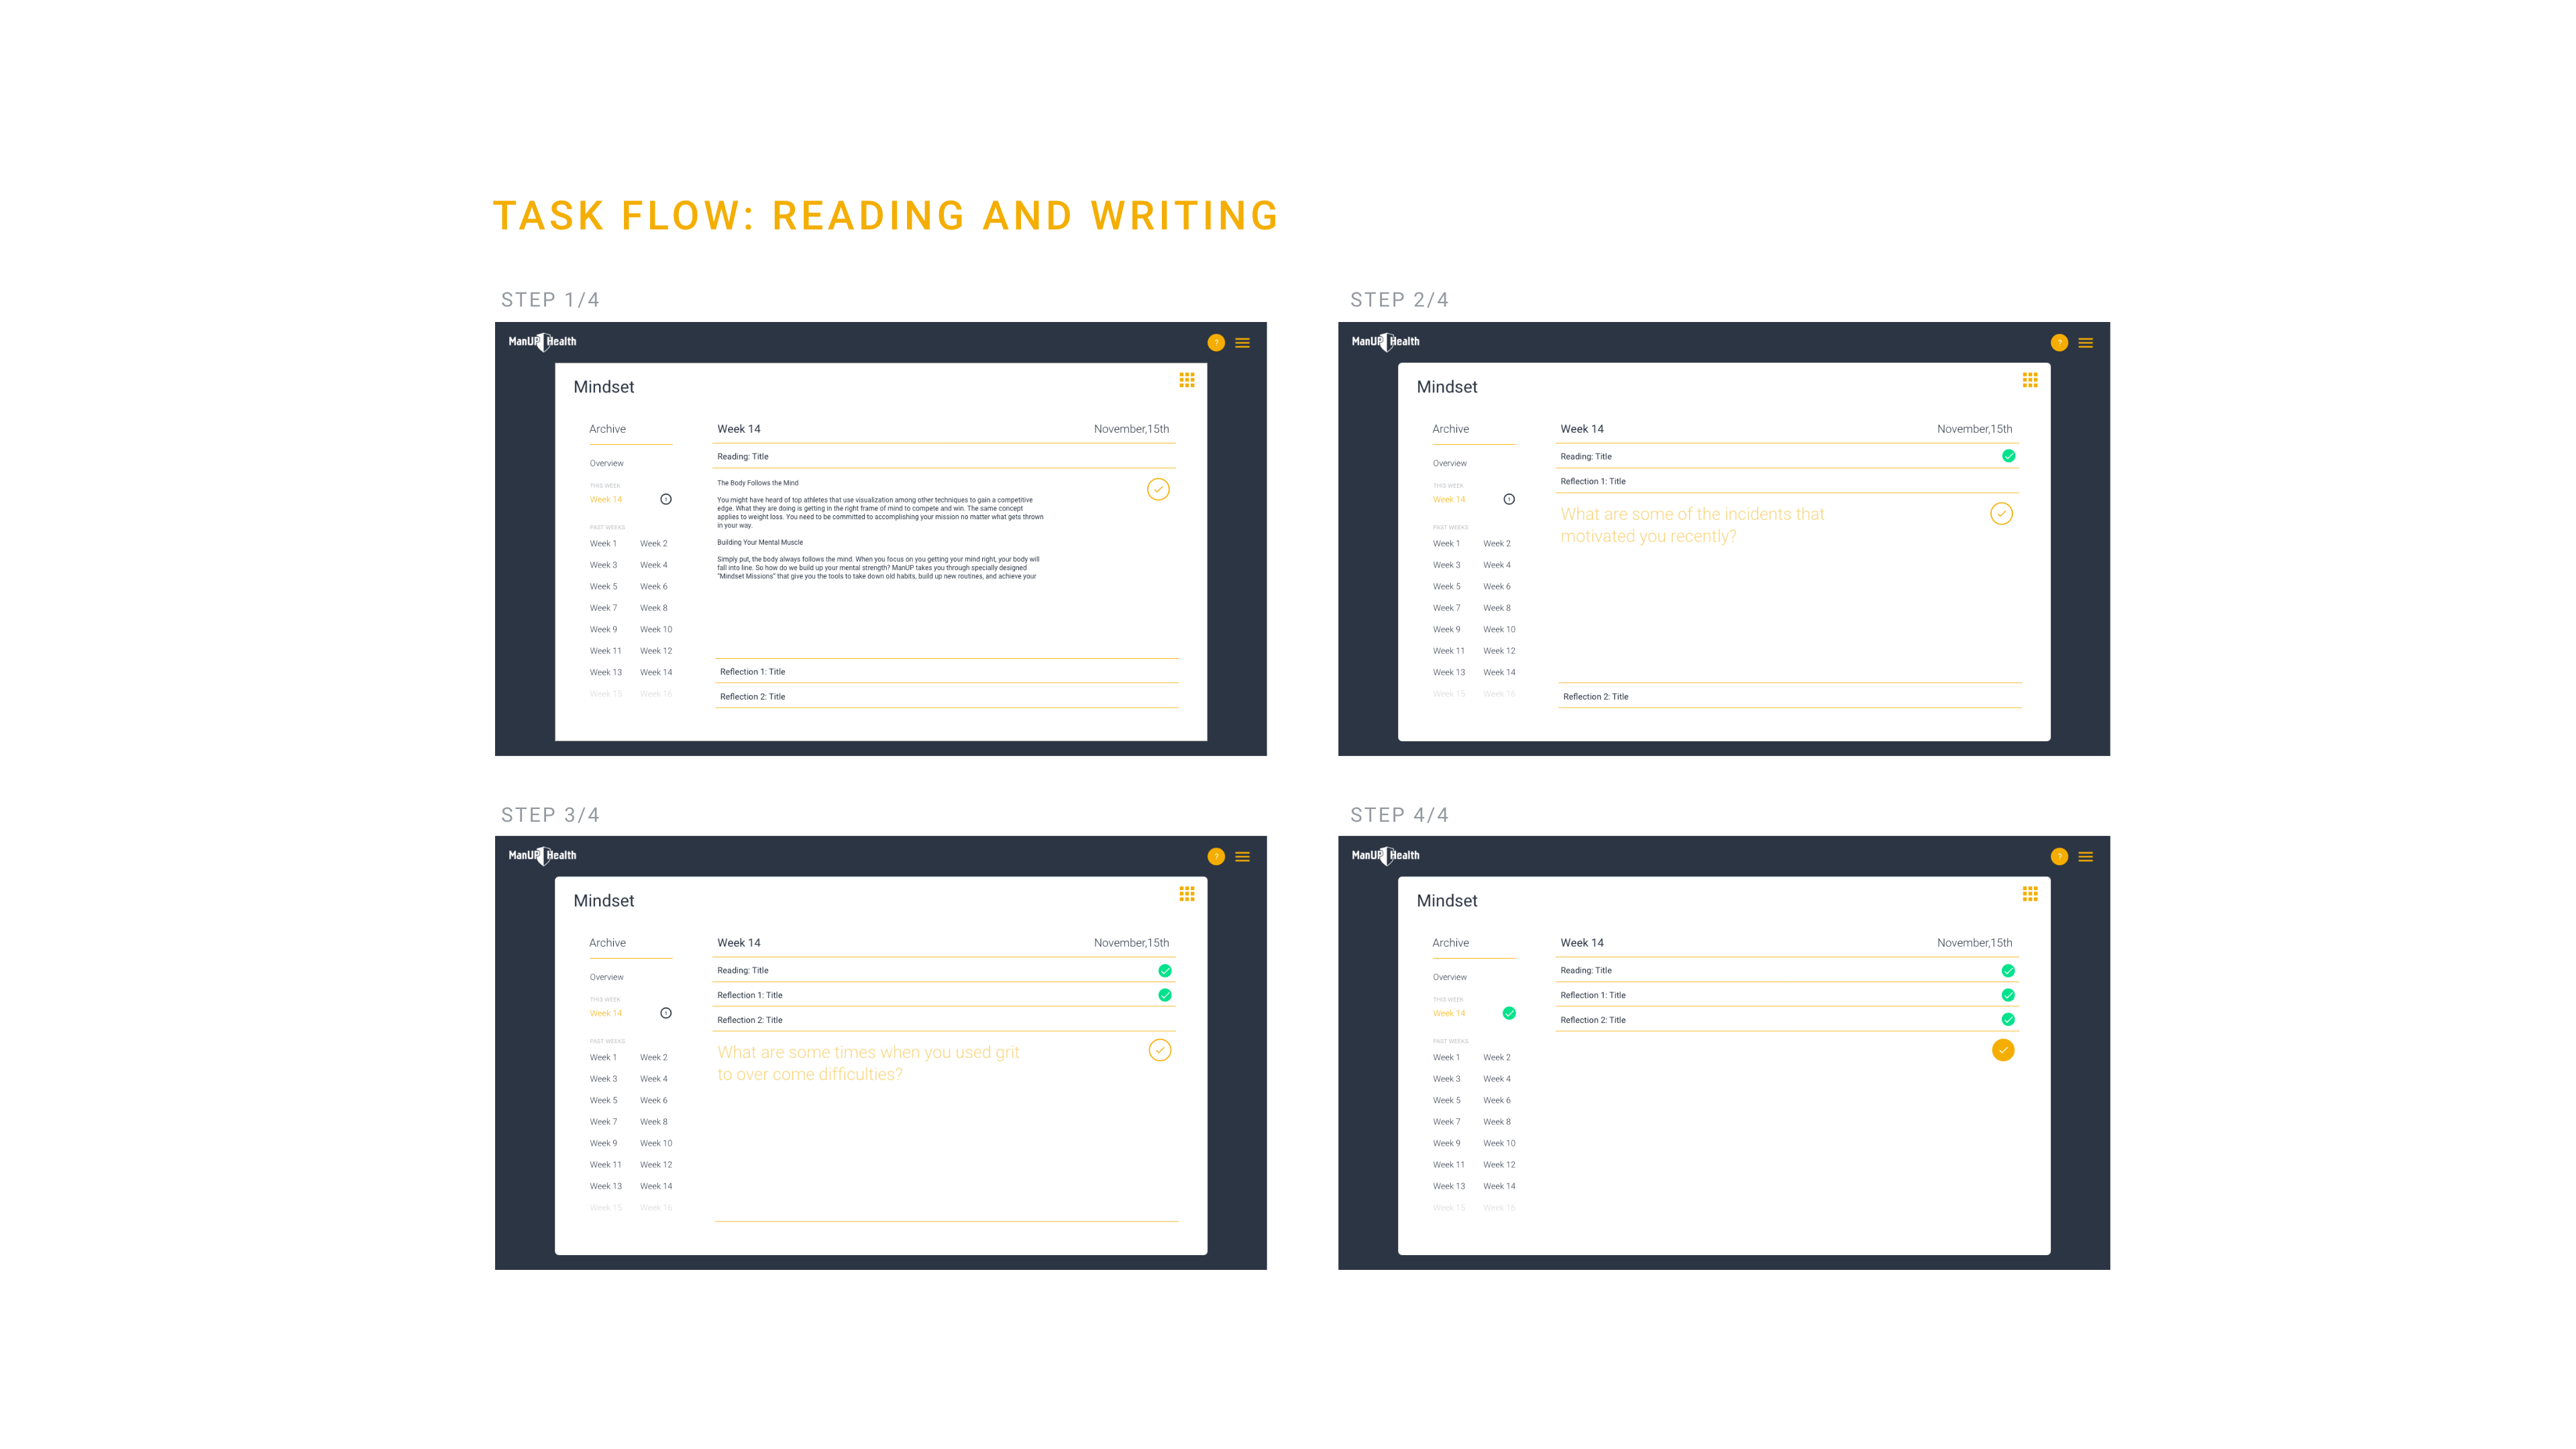 TASK FLOW: READING AND WRITING
STEP 1/4
ManUP Health
?
Mindset
Archive
Overview
THIS WEEK
Week 14
1
PAST WEEKS
Week 1 Week 2
Week 3 Week 4
Week 5 Week 6
Week 7 Week 8
Week 9 Week 10
Week 11 Week 12
Week 13 Week 14
Week 15 Week 16
Week 14 November,15th
Reading: Title
The Body Follows the Mind
You might have heard of top athletes that use visualization among other techniques to gain a competitive
edge. What they are doing is getting in the right frame of mind to compete and win. The same concept
applies to weight loss. You need to be committed to accomplishing your mission no matter what gets thrown
in your way.
Building Your Mental Muscle
Simply put, the body always follows the mind. When you focus on you getting your mind right, your body will
fall into line. So how do we build up your mental strength? ManUP takes you through specially designed
“Mindset Missions” that give you the tools to take down old habits, build up new routines, and achieve your
Reflection 1: Title
Reflection 2: Title
STEP 2/4
ManUP Health
?
Mindset
Archive
Overview
THIS WEEK
Week 14
1
PAST WEEKS
Week 1 Week 2
Week 3 Week 4
Week 5 Week 6
Week 7 Week 8
Week 9 Week 10
Week 11 Week 12
Week 13 Week 14
Week 15 Week 16
Week 14 November,15th
Reading: Title
Reflection 1: Title
What are some of the incidents that
motivated you recently?
Reflection 2: Title
STEP 3/4
ManUP Health
?
Mindset
Archive
Overview
THIS WEEK
Week 14
1
PAST WEEKS
Week 1 Week 2
Week 3 Week 4
Week 5 Week 6
Week 7 Week 8
Week 9 Week 10
Week 11 Week 12
Week 13 Week 14
Week 15 Week 16
Week 14 November,15th
Reading: Title
Reflection 1: Title
Reflection 2: Title
What are some times when you used grit
to over come difficulties?
STEP 4/4
ManUP Health
?
Mindset
Archive
Overview
THIS WEEK
Week 14
PAST WEEKS
Week 1 Week 2
Week 3 Week 4
Week 5 Week 6
Week 7 Week 8
Week 9 Week 10
Week 11 Week 12
Week 13 Week 14
Week 15 Week 16
Week 14 November,15th
Reading: Title
Reflection 1: Title
Reflection 2: Title